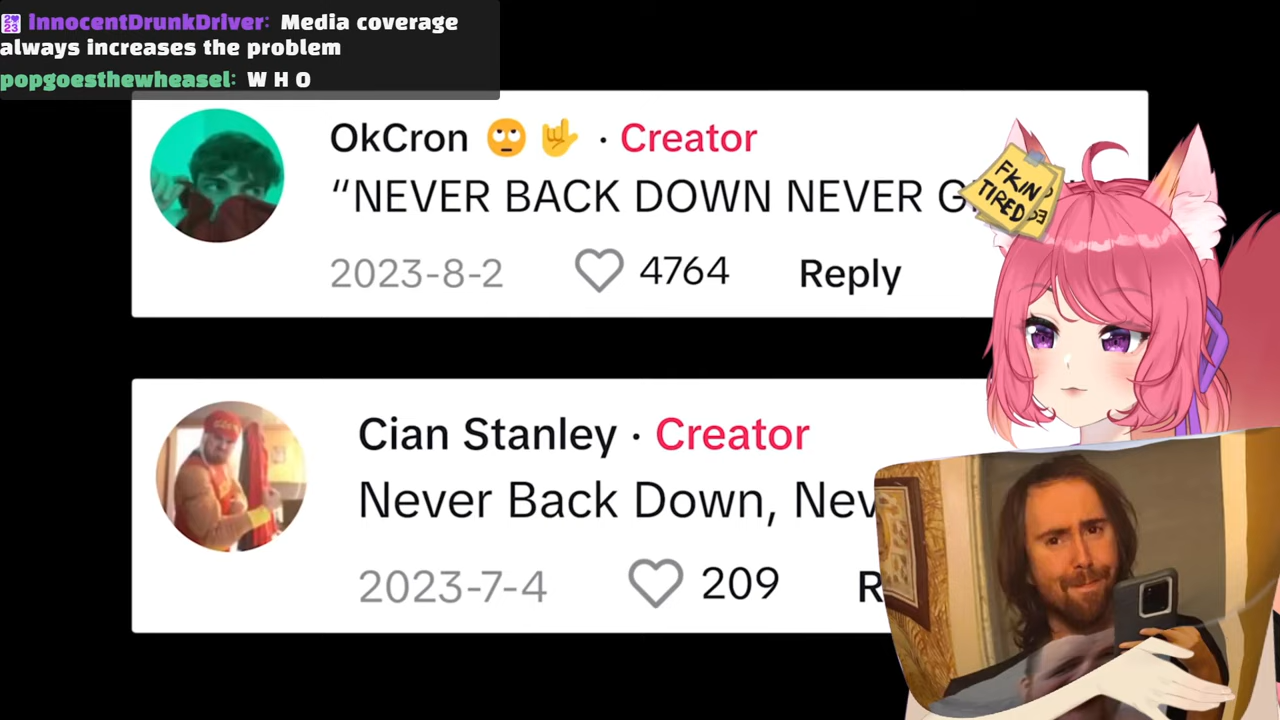 InnocentDrunkDriver: Media coverage
always increases the problem
popgoesthewheasel: W H O
OkCron 🙄 🤟 · Creator
“NEVER BACK DOWN NEVER
2023-8-2 4764 Reply
FKIN
TIRED
Cian Stanley · Creator
Never Back Down,
2023-7-4 209